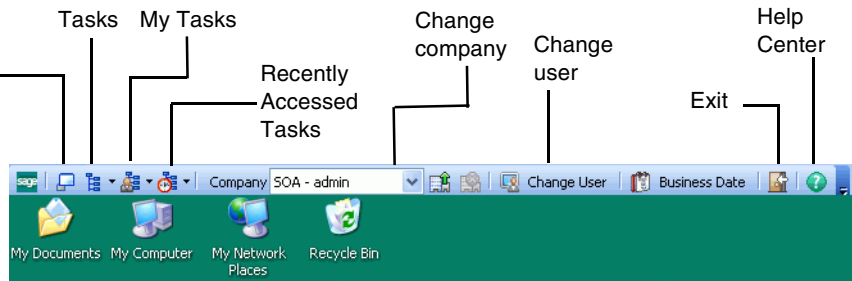 Tasks My Tasks
Change
company
Help
Center
Change
user
Recently
Accessed
Tasks
Exit
sage Company SOA - admin Change User Business Date
My Documents My Computer My Network
Places Recycle Bin